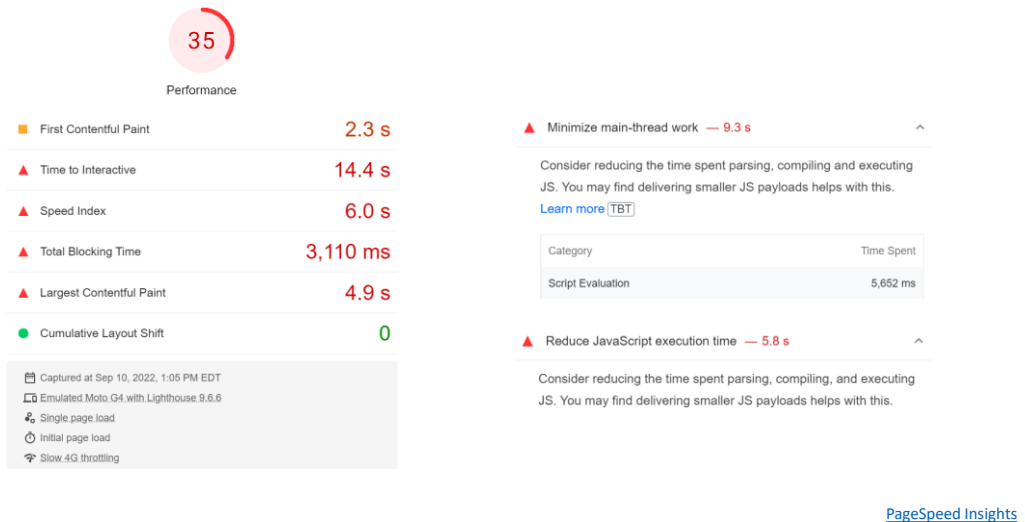 35
Performance
First Contentful Paint 2.3 s
Time to Interactive 14.4 s
Speed Index 6.0 s
Total Blocking Time 3,110 ms
Largest Contentful Paint 4.9 s
Cumulative Layout Shift 0
Captured at Sep 10, 2022, 1:05 PM EDT
Emulated Moto G4 with Lighthouse 9.6.6
Single page load
Initial page load
Slow 4G throttling
Minimize main-thread work — 9.3 s
Consider reducing the time spent parsing, compiling and executing
JS. You may find delivering smaller JS payloads helps with this.
Learn more TBT
Category Time Spent
Script Evaluation 5,652 ms
Reduce JavaScript execution time — 5.8 s
Consider reducing the time spent parsing, compiling, and executing
JS. You may find delivering smaller JS payloads helps with this.
PageSpeed Insights